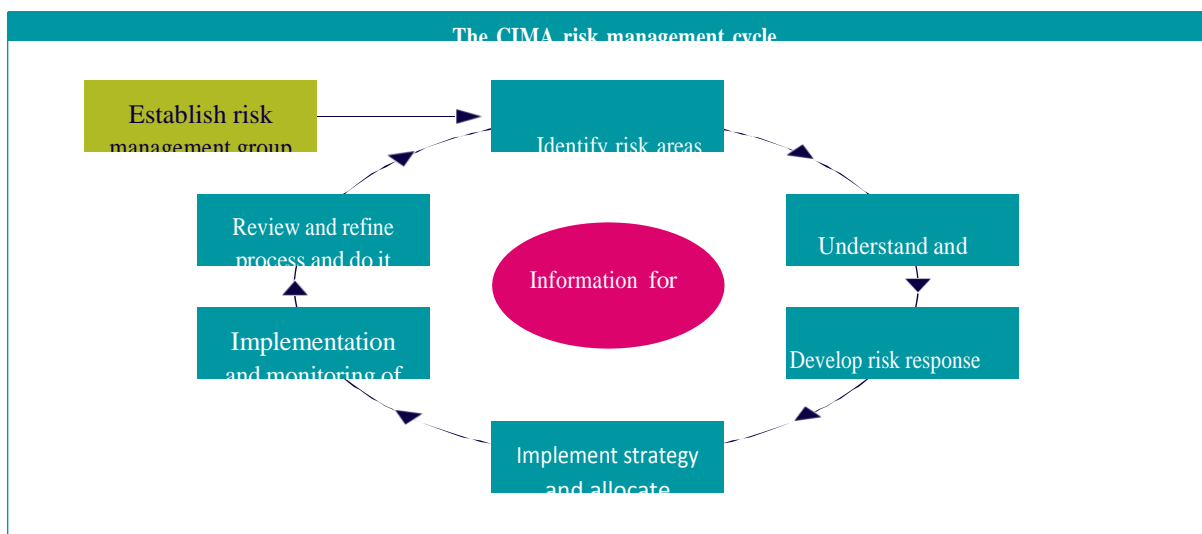 The CIMA risk management cycle
Establish risk
management group
Identify risk areas
Review and refine
process and do it
Understand and
Information for
Implementation
and monitoring of
Develop risk response
Implement strategy
and allocate